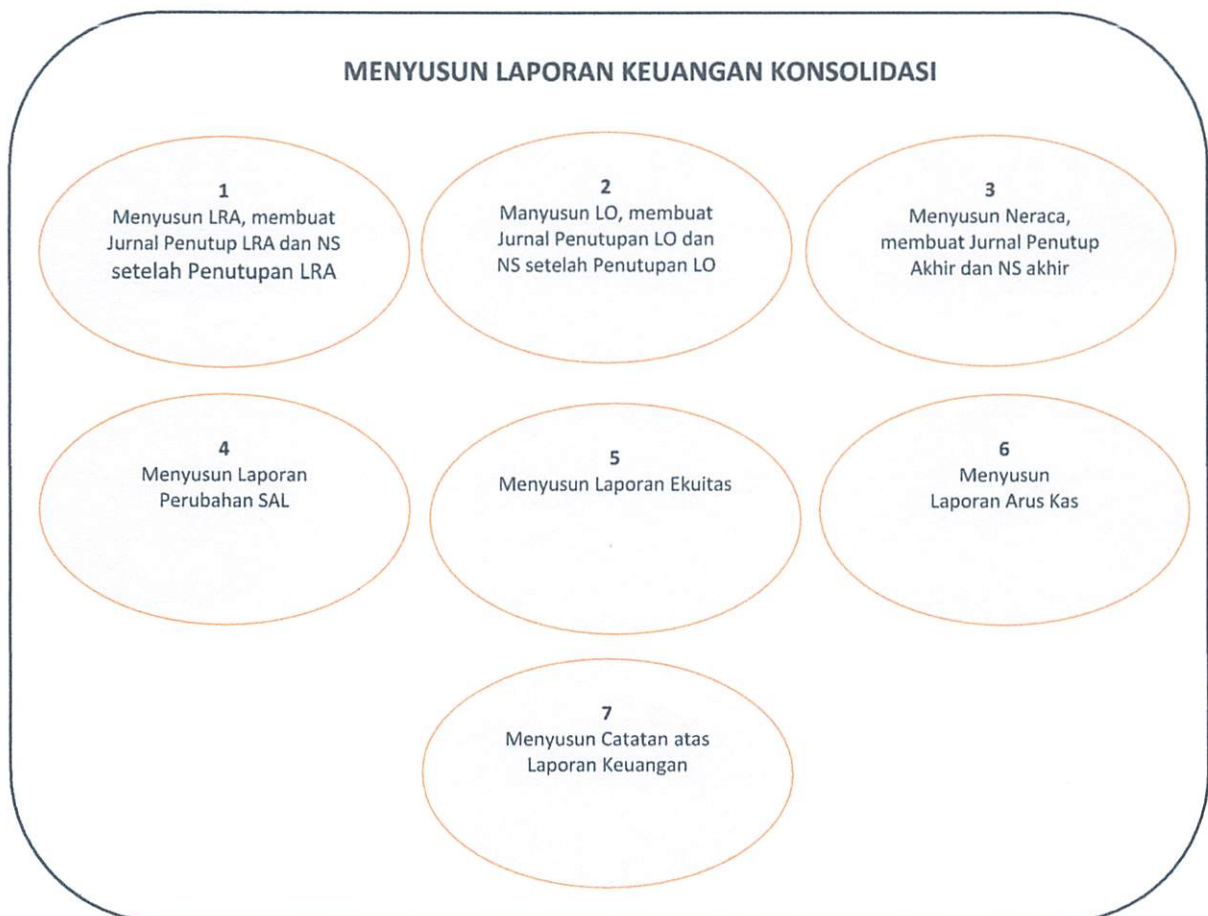 MENYUSUN LAPORAN KEUANGAN KONSOLIDASI
1
Menyusun LRA, membuat
Jurnal Penutup LRA dan NS
setelah Penutupan LRA
2
Manyusun LO, membuat
Jurnal Penutupan LO dan
NS setelah Penutupan LO
3
Menyusun Neraca,
membuat Jurnal Penutup
Akhir dan NS akhir
4
Menyusun Laporan
Perubahan SAL
5
Menyusun Laporan Ekuitas
6
Menyusun
Laporan Arus Kas
7
Menyusun Catatan atas
Laporan Keuangan